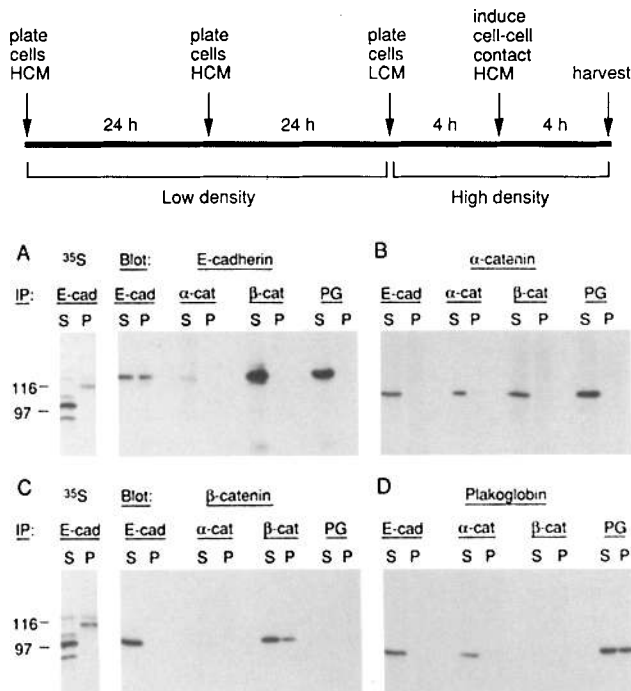 plate cells HCM
plate cells HCM
plate cells LCM
induce cell-cell contact HCM
harvest
24 h 24 h 4 h 4 h
Low density High density
A ³⁵S Blot: E-cadherin
IP: E-cad E-cad α-cat β-cat PG
S P S P S P S P S P
116
97
B α-catenin
E-cad α-cat β-cat PG
S P S P S P S P
C ³⁵S Blot: β-catenin
IP: E-cad E-cad α-cat β-cat PG
S P S P S P S P S P
116
97
D Plakoglobin
E-cad α-cat β-cat PG
S P S P S P S P